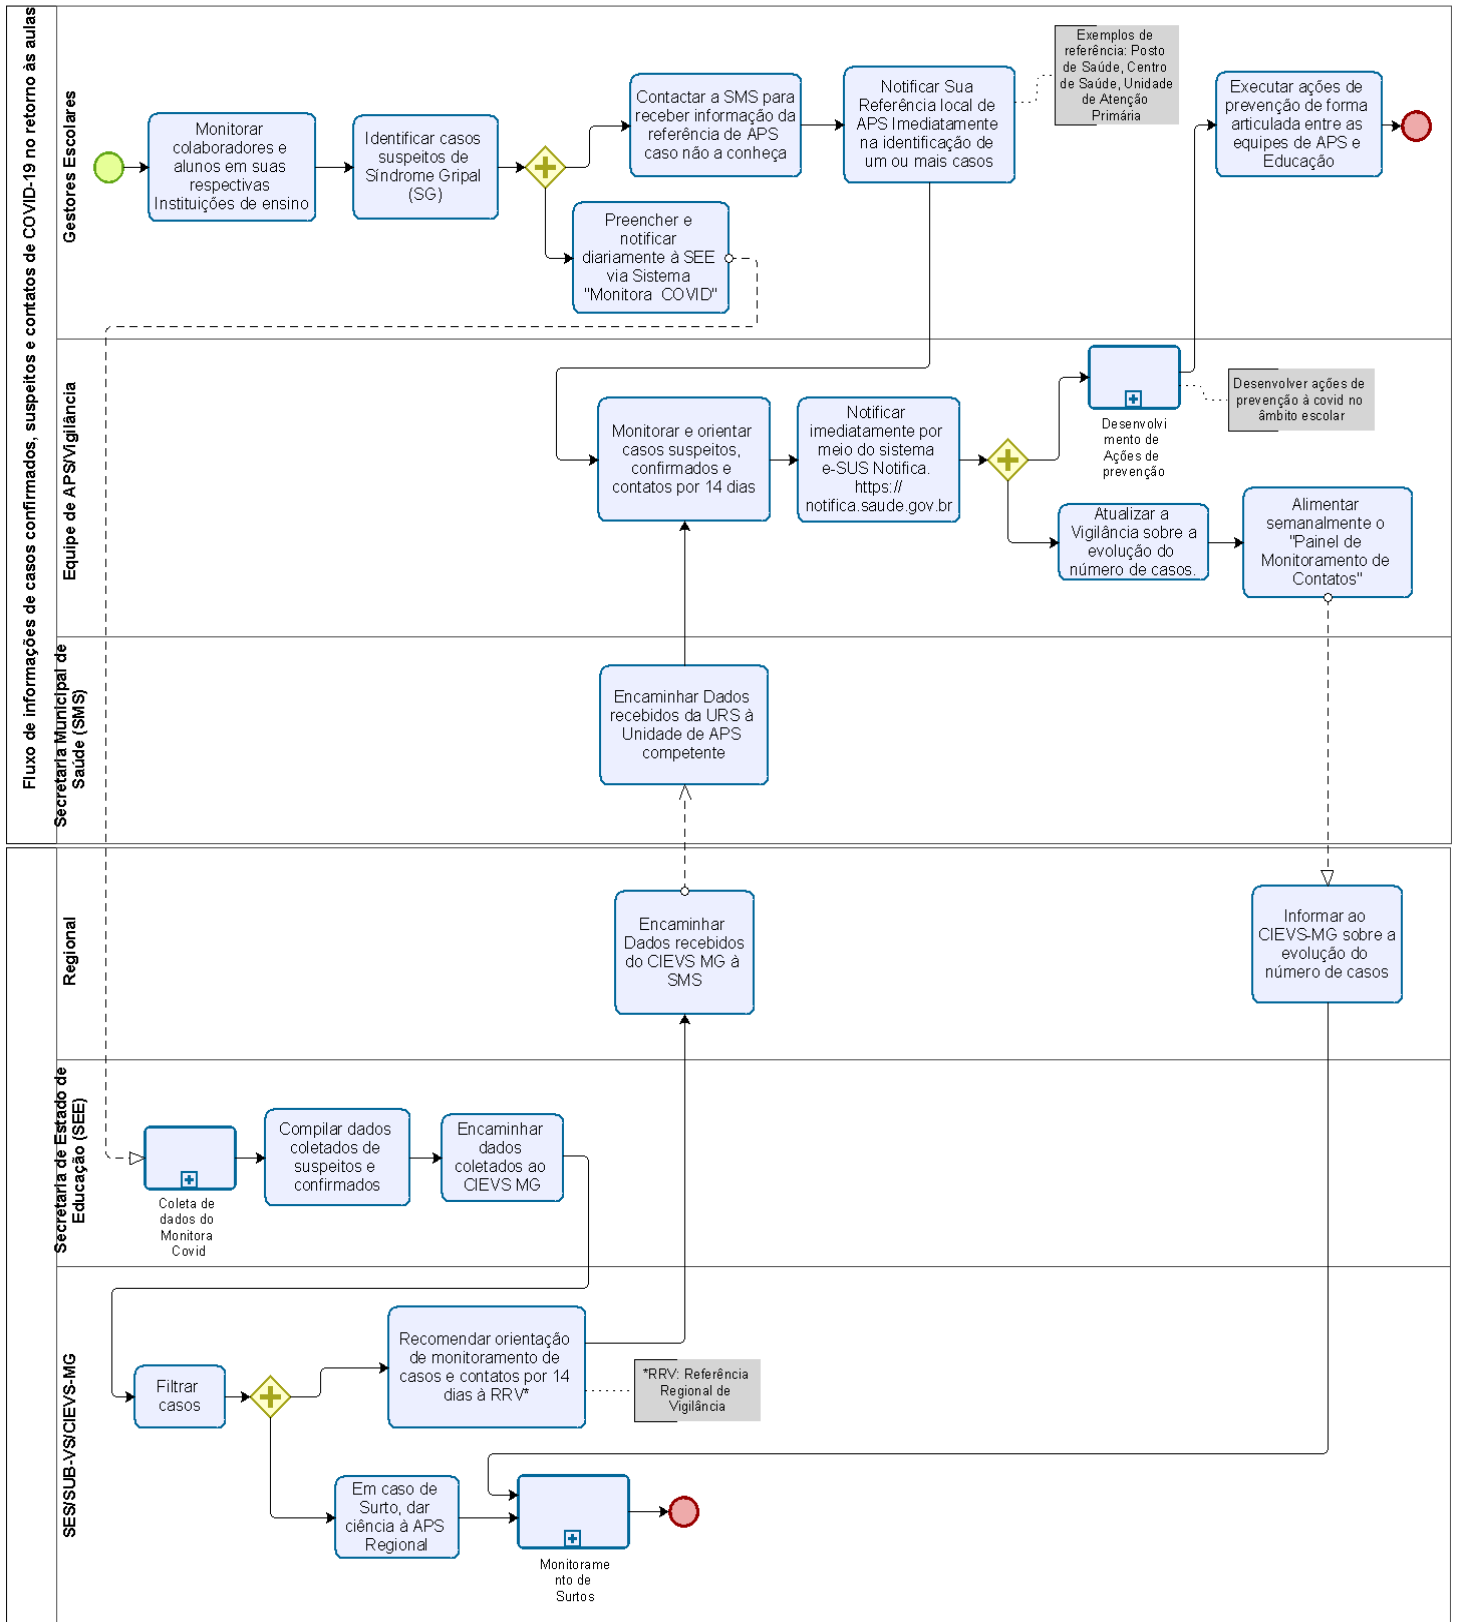 Fluxo de informações de casos confirmados, suspeitos e contatos de COVID-19 no retorno às aulas
Gestores Escolares
Monitorar
colaboradores e
alunos em suas
respectivas
Instituições de ensino
Identificar casos
suspeitos de
Síndrome Gripal
(SG)
Contactar a SMS para
receber informação da
referência de APS
caso não a conheça
Notificar Sua
Referência local de
APS Imediatamente
na identificação de
um ou mais casos
Exemplos de
referência: Posto
de Saúde, Centro
de Saúde, Unidade
de Atenção
Primária
Executar ações de
prevenção de forma
articulada entre as
equipes de APS e
Educação
Preencher e
notificar
diariamente à SEE
via Sistema
"Monitora COVID"
Equipe de APS/Vigilância
Monitorar e orientar
casos suspeitos,
confirmados e
contatos por 14 dias
Notificar
imediatamente por
meio do sistema
e-SUS Notifica.
https://
notifica.saude.gov.br
Desenvolvi
mento de
Ações de
prevenção
Desenvolver ações de
prevenção à covid no
âmbito escolar
Atualizar a
Vigilância sobre a
evolução do
número de casos.
Alimentar
semanalmente o
"Painel de
Monitoramento de
Contatos"
Secretaria Municipal de
Saúde (SMS)
Encaminhar Dados
recebidos da URS à
Unidade de APS
competente
Regional
Encaminhar
Dados recebidos
do CIEVS MG à
SMS
Informar ao
CIEVS-MG sobre a
evolução do
número de casos
Secretaria de Estado de
Educação (SEE)
Coleta de
dados do
Monitora
Covid
Compilar dados
coletados de
suspeitos e
confirmados
Encaminhar
dados
coletados ao
CIEVS MG
SES/SUB-VS/CIEVS-MG
Filtrar
casos
Recomendar orientação
de monitoramento de
casos e contatos por 14
dias à RRV*
*RRV: Referência
Regional de
Vigilância
Em caso de
Surto, dar
ciência à APS
Regional
Monitorame
nto de
Surtos